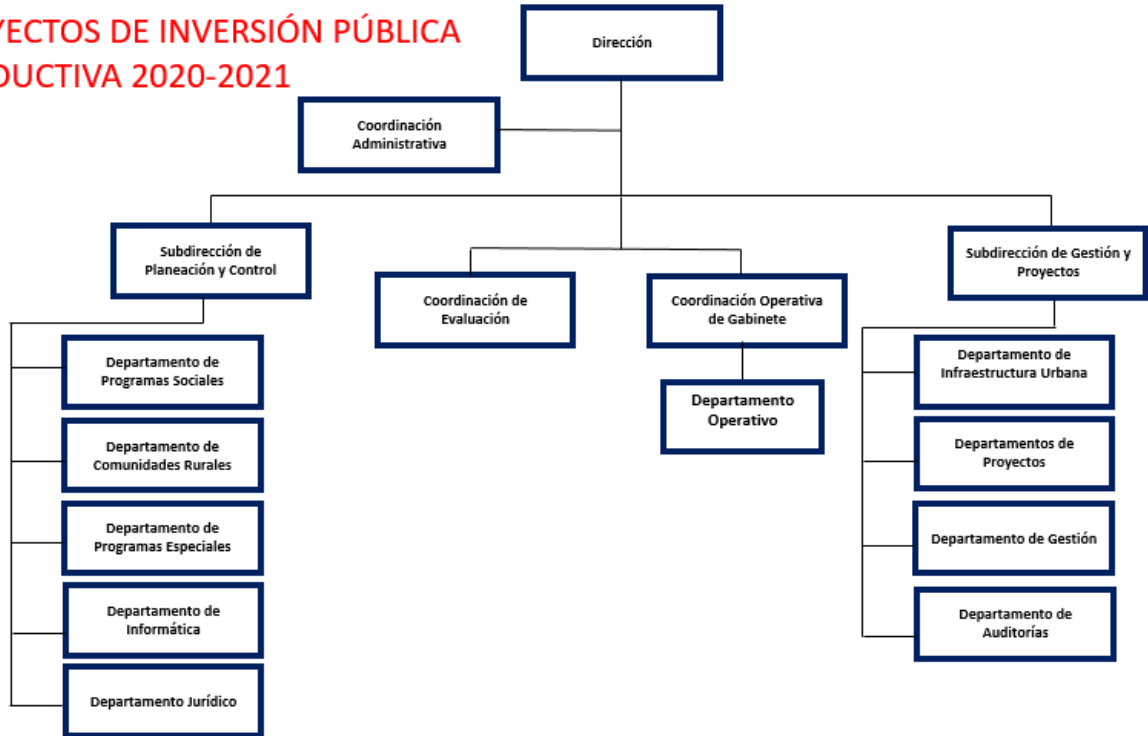 YECTOS DE INVERSIÓN PÚBLICA
DUCTIVA 2020-2021
Dirección
Coordinación
Administrativa
Subdirección de
Planeación y Control
Coordinación de
Evaluación
Coordinación Operativa
de Gabinete
Subdirección de Gestión y
Proyectos
Departamento de
Programas Sociales
Departamento de
Comunidades Rurales
Departamento de
Programas Especiales
Departamento de
Informática
Departamento Jurídico
Departamento
Operativo
Departamento de
Infraestructura Urbana
Departamentos de
Proyectos
Departamento de Gestión
Departamento de
Auditorías